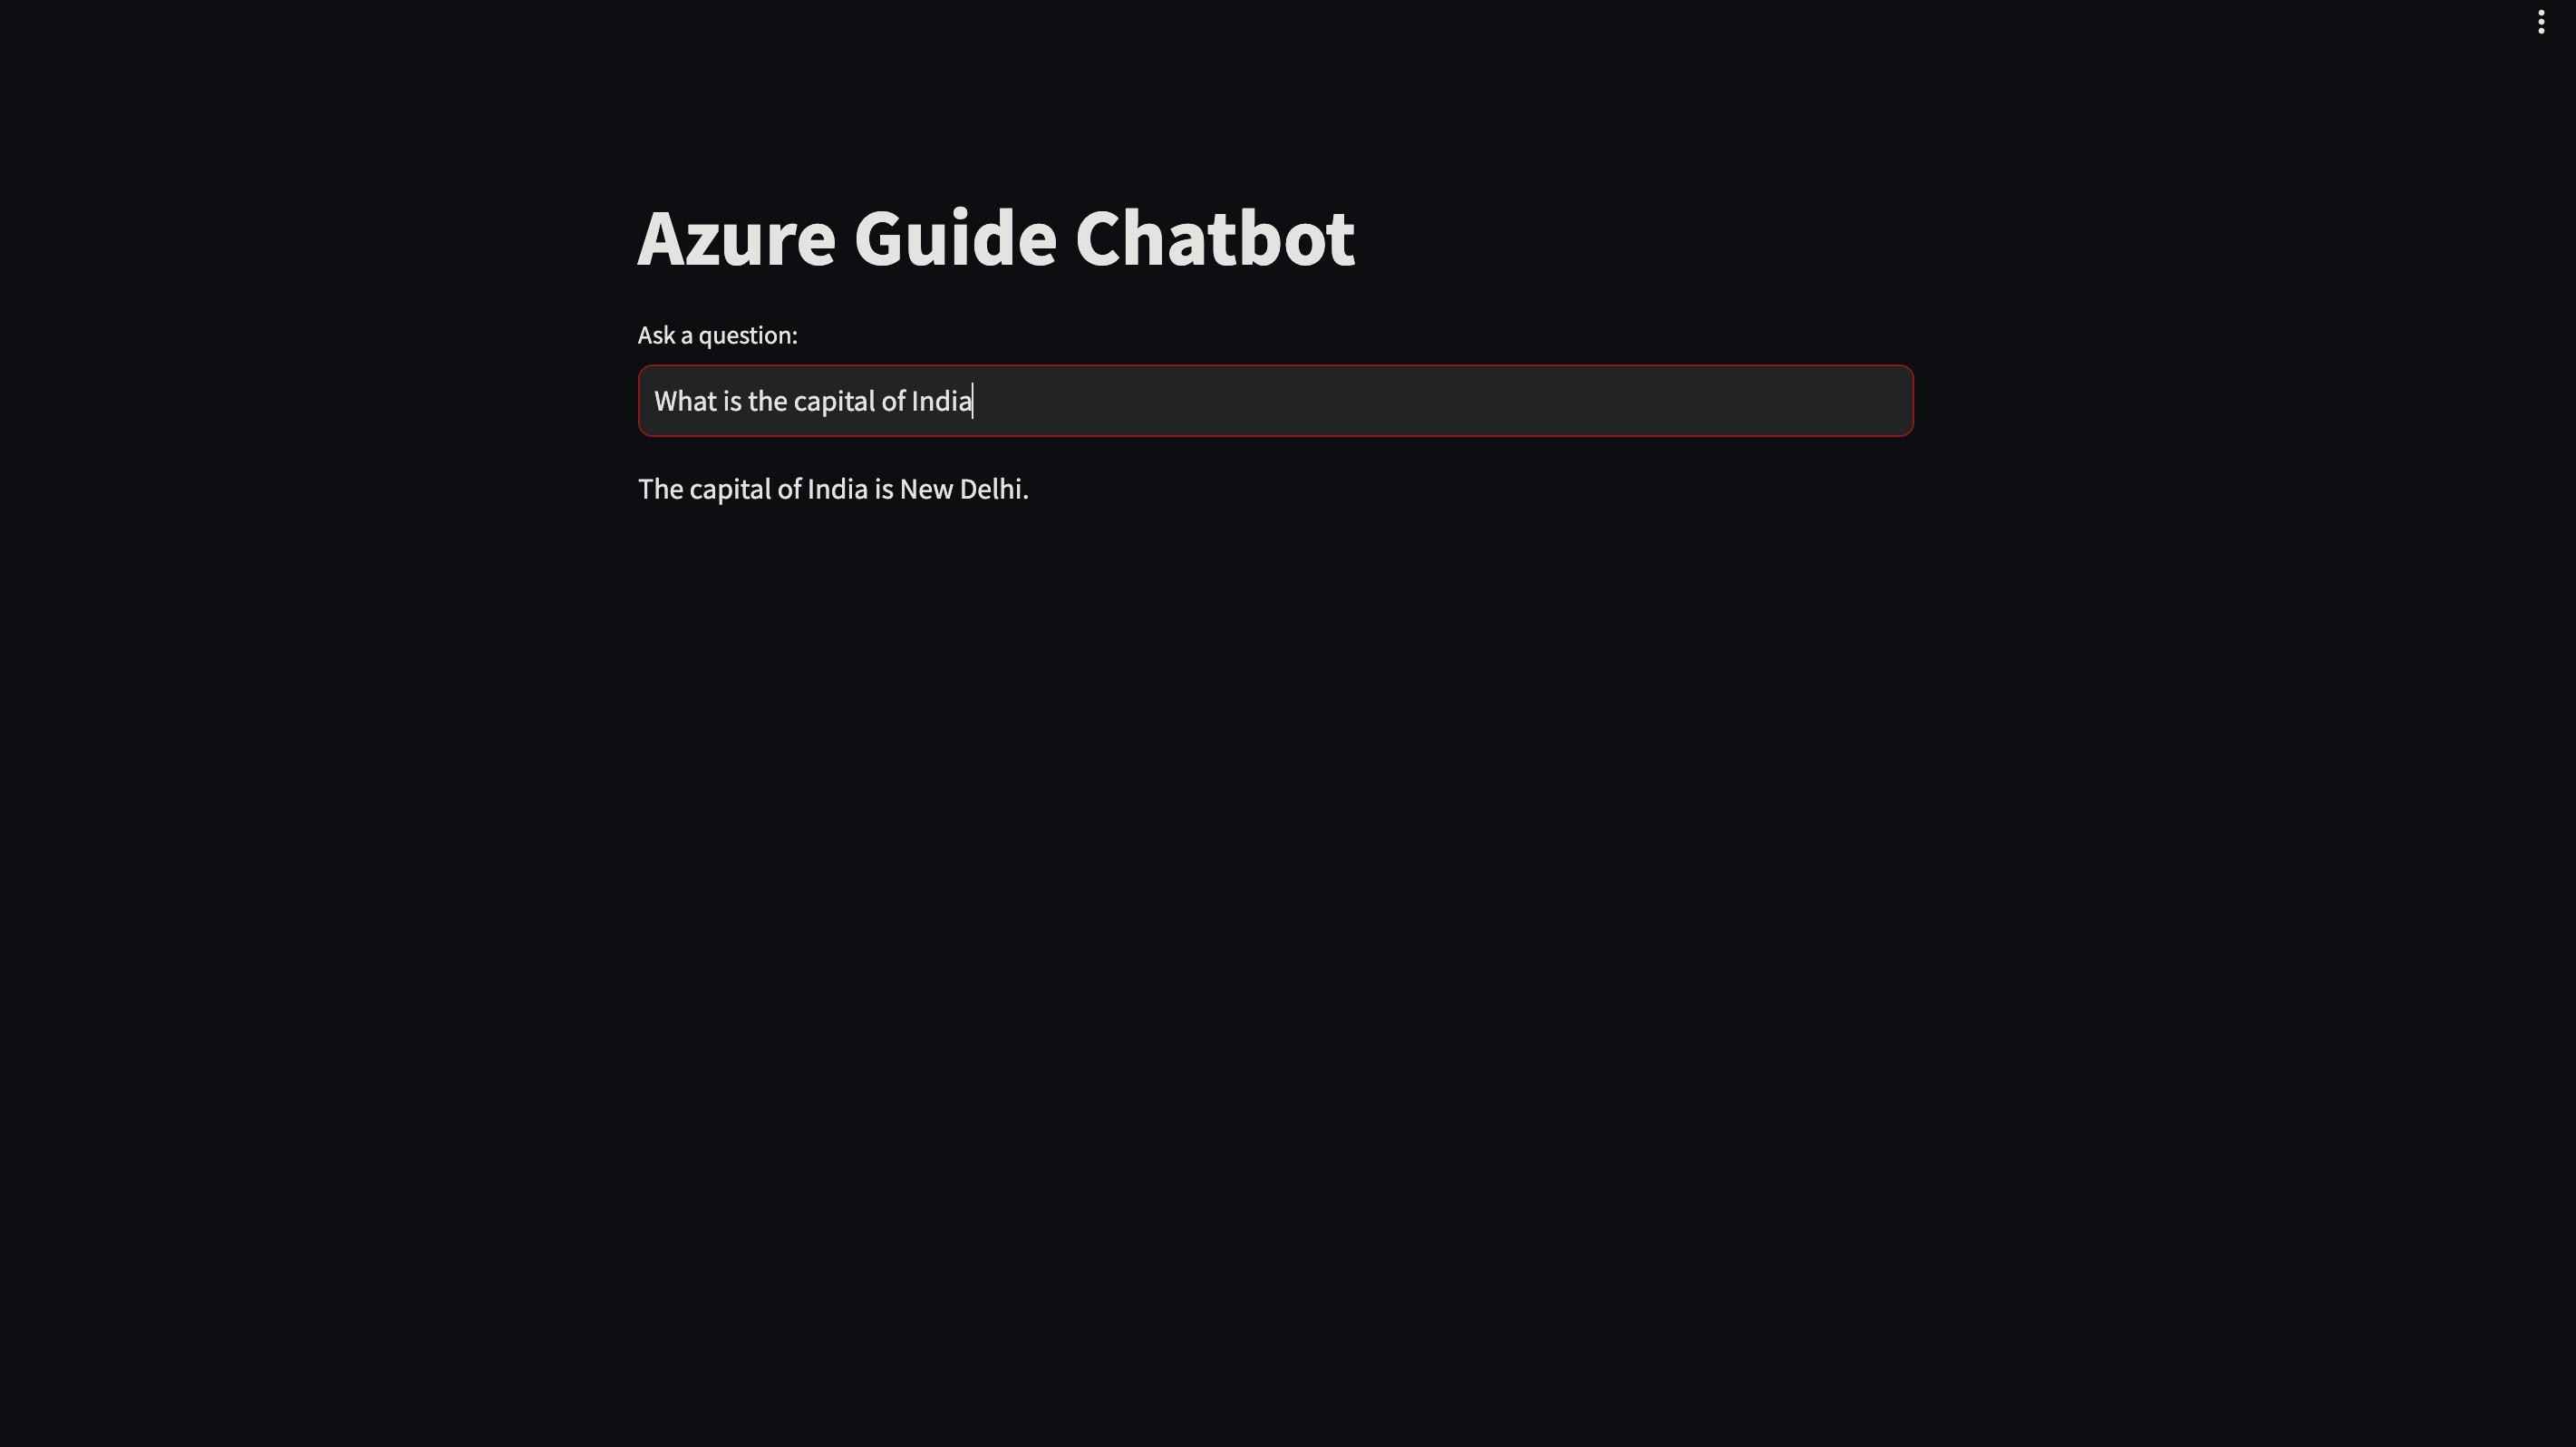 Azure Guide Chatbot
Ask a question:
What is the capital of India
The capital of India is New Delhi.